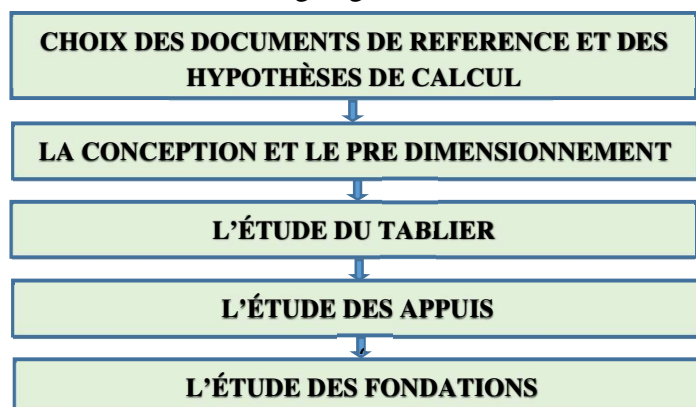 CHOIX DES DOCUMENTS DE REFERENCE ET DES
HYPOTHÈSES DE CALCUL
LA CONCEPTION ET LE PRE DIMENSIONNEMENT
L’ÉTUDE DU TABLIER
L’ÉTUDE DES APPUIS
L’ÉTUDE DES FONDATIONS